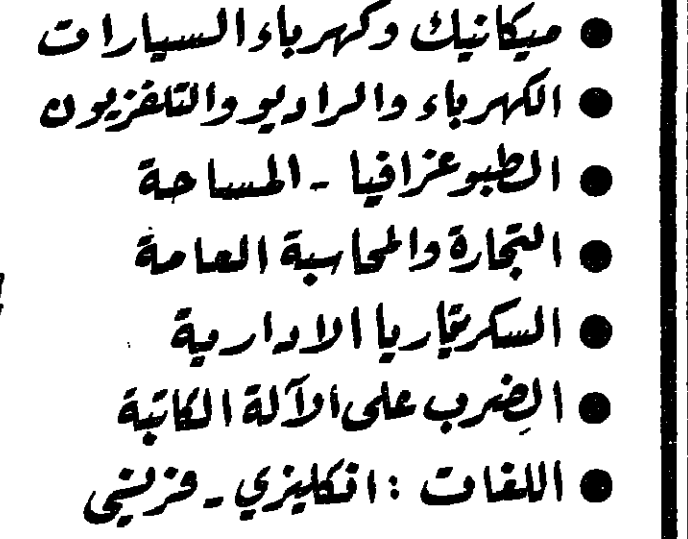 ● ميكانيك وكهرباء السيارات
● الكهرباء والراديو والتلفزيون
● الطبوغرافيا - المساحة
● التجارة والمحاسبة العامة
● السكرتاريا الادارية
● الضرب على الآلة الكاتبة
● اللغات : انكليزي - فرنسي